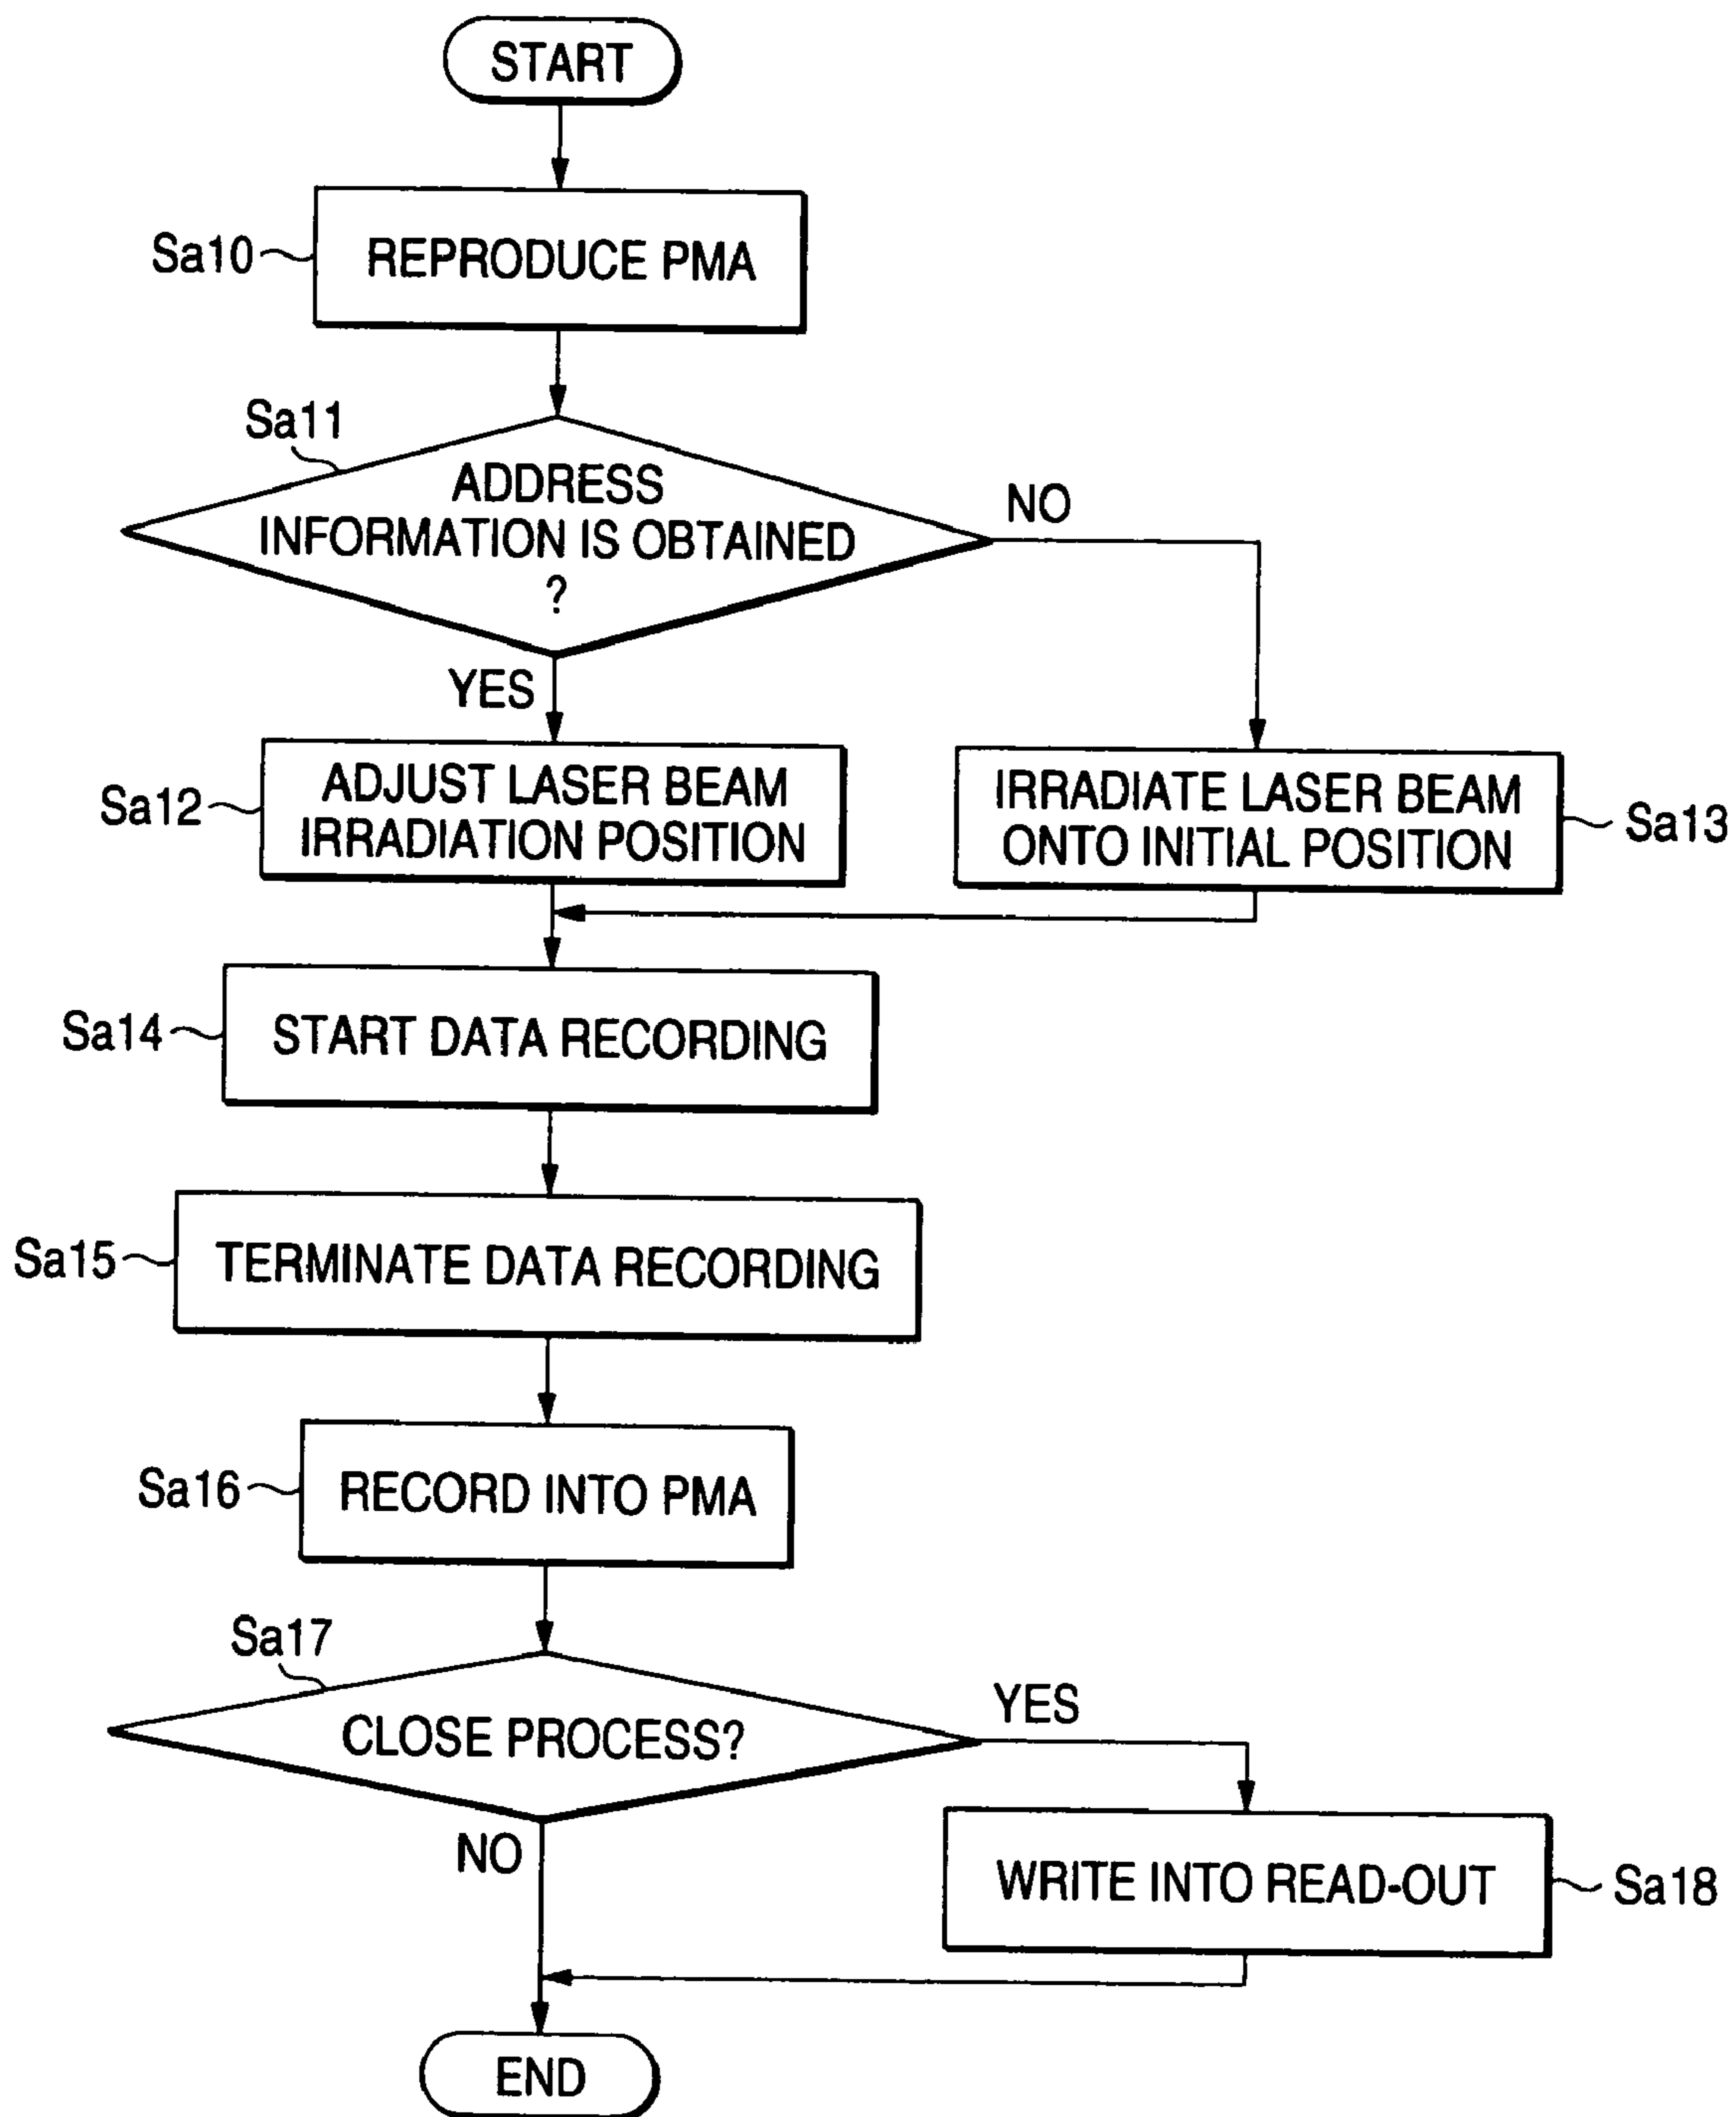 START
Sa10
REPRODUCE PMA
Sa11
ADDRESS
INFORMATION IS OBTAINED
?
NO
YES
Sa12
ADJUST LASER BEAM
IRRADIATION POSITION
IRRADIATE LASER BEAM
ONTO INITIAL POSITION
Sa13
Sa14
START DATA RECORDING
Sa15
TERMINATE DATA RECORDING
Sa16
RECORD INTO PMA
Sa17
CLOSE PROCESS?
YES
NO
WRITE INTO READ-OUT
Sa18
END